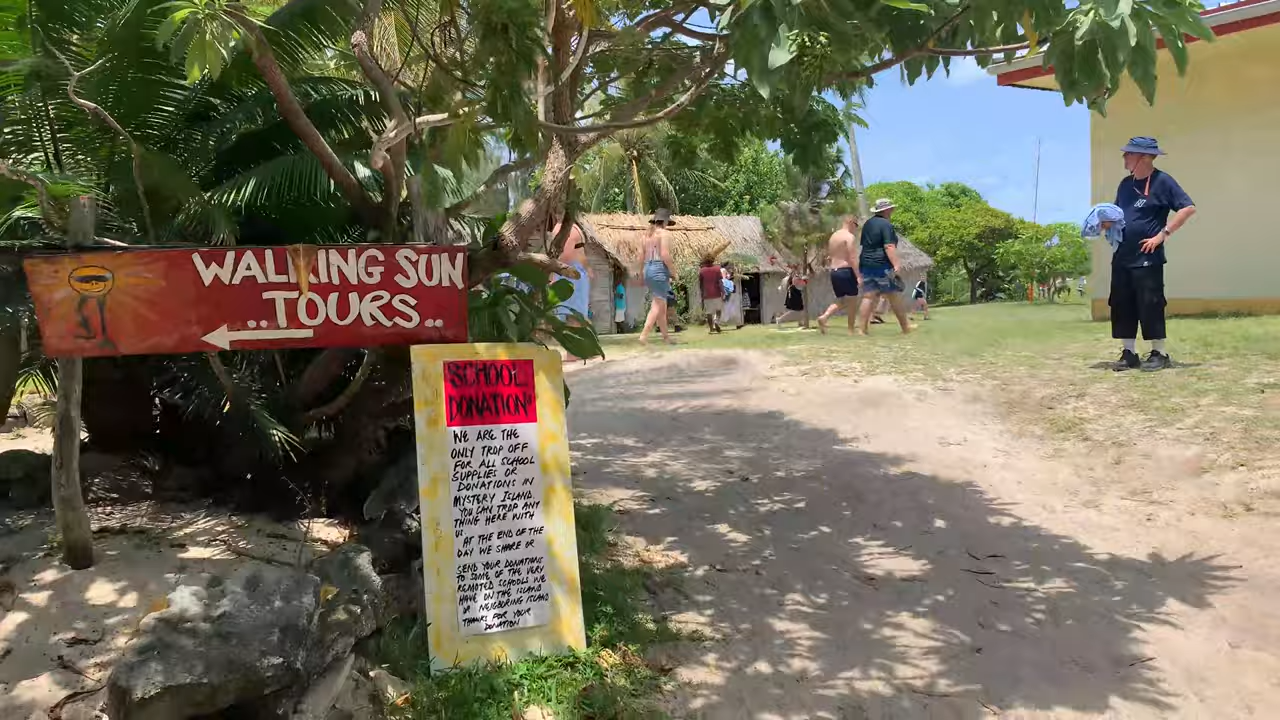 WALKING SUN
..TOURS..
SCHOOL
DONATION
WE ARE THE
ONLY TROP OFF
FOR ALL SCHOOL
SUPPLIES OR
DONATIONS IN
MYSTERY ISLAND
YOU CAN TROP ANY
THING HERE WITH
US
AT THE END OF THE
DAY WE SHARE OR
SEND YOUR DONATIONS
TO SOME OF THE VERY
REMOTED SCHOOLS WE
HAVE ON THE ISLAND
OR NEIGBORING ISLAND
THANKS FOR YOUR
DONATION